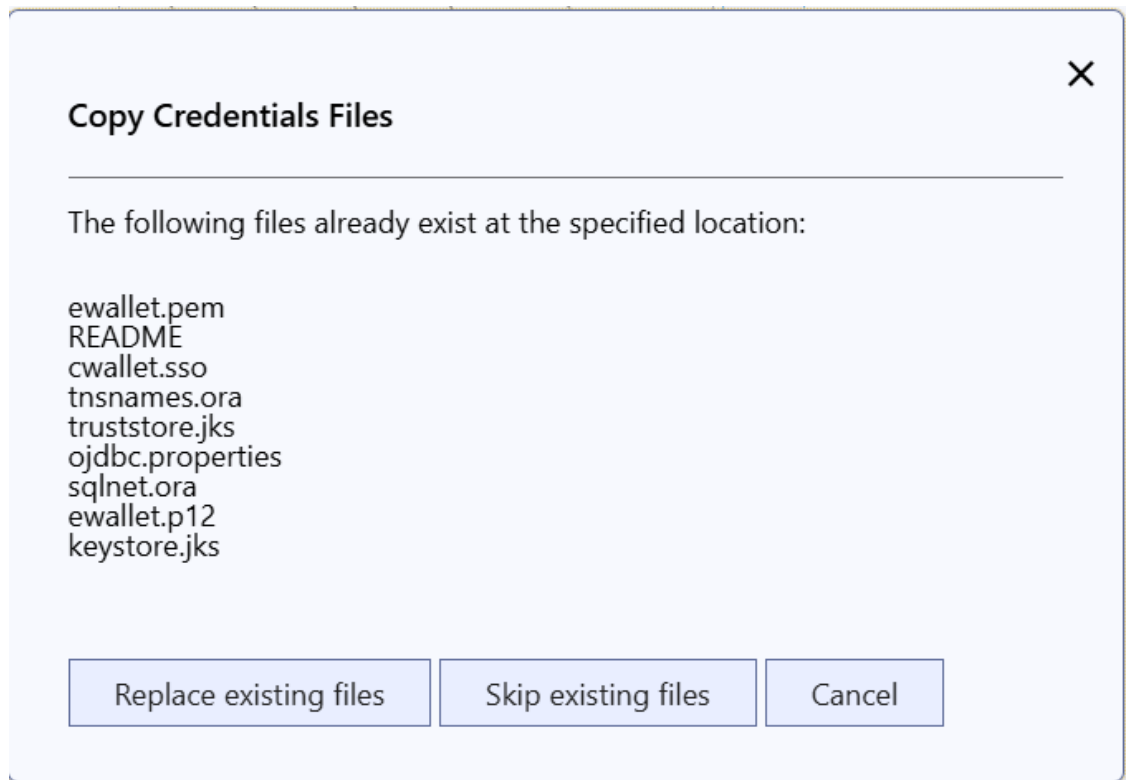 Copy Credentials Files
The following files already exist at the specified location:
ewallet.pem
README
cwallet.sso
tnsnames.ora
truststore.jks
ojdbc.properties
sqlnet.ora
ewallet.p12
keystore.jks
Replace existing files
Skip existing files
Cancel